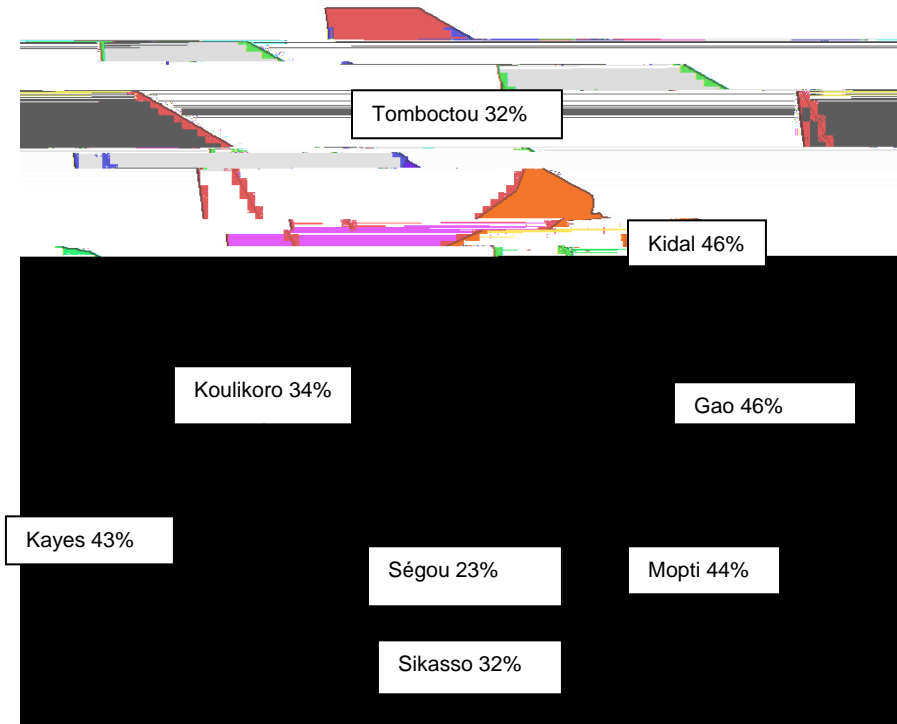 Tomboctou 32%
Kidal 46%
Koulikoro 34%
Gao 46%
Kayes 43%
Ségou 23%
Mopti 44%
Sikasso 32%